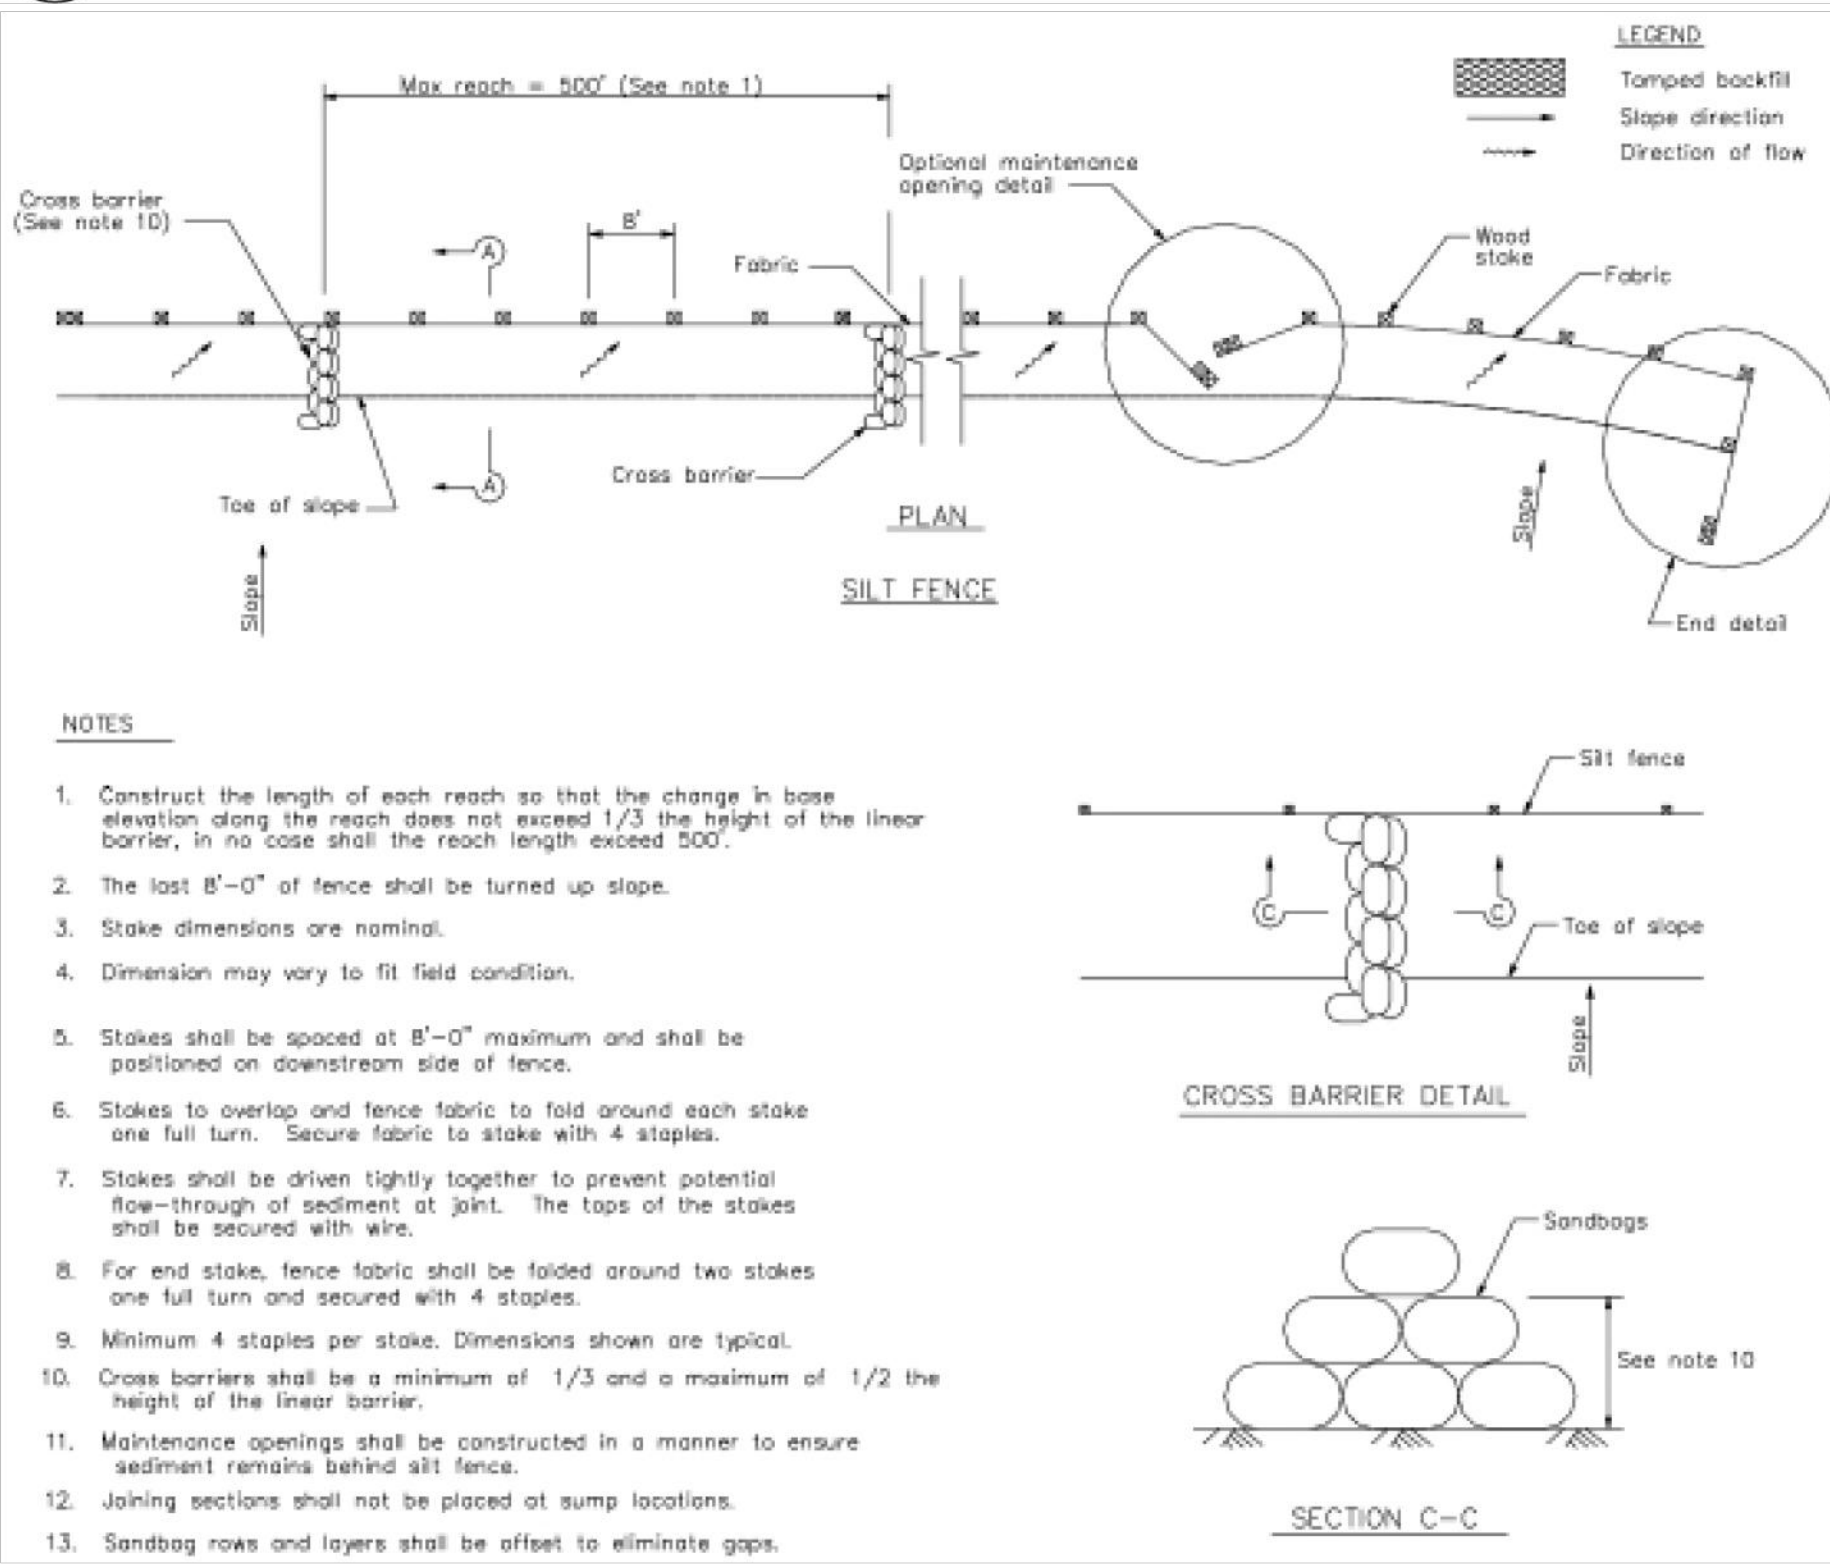 LEGEND
Tamped backfill
Slope direction
Direction of flow
Max reach = 500' (See note 1)
Optional maintenance
opening detail
Cross barrier
(See note 10)
8'
A
Fabric
Wood
stake
Fabric
Cross barrier
A
Toe of slope
PLAN
Slope
Slope
SILT FENCE
End detail
NOTES
1. Construct the length of each reach so that the change in base
elevation along the reach does not exceed 1/3 the height of the linear
barrier, in no case shall the reach length exceed 500'.
2. The last 8'-0" of fence shall be turned up slope.
3. Stake dimensions are nominal.
4. Dimension may vary to fit field condition.
5. Stakes shall be spaced at 8'-0" maximum and shall be
positioned on downstream side of fence.
6. Stakes to overlap and fence fabric to fold around each stake
one full turn. Secure fabric to stake with 4 staples.
7. Stakes shall be driven tightly together to prevent potential
flow-through of sediment at joint. The tops of the stakes
shall be secured with wire.
8. For end stake, fence fabric shall be folded around two stakes
one full turn and secured with 4 staples.
9. Minimum 4 staples per stake. Dimensions shown are typical.
10. Cross barriers shall be a minimum of 1/3 and a maximum of 1/2 the
height of the linear barrier.
11. Maintenance openings shall be constructed in a manner to ensure
sediment remains behind silt fence.
12. Joining sections shall not be placed at sump locations.
13. Sandbag rows and layers shall be offset to eliminate gaps.
Silt fence
C
C
Toe of slope
Slope
CROSS BARRIER DETAIL
Sandbags
See note 10
SECTION C-C